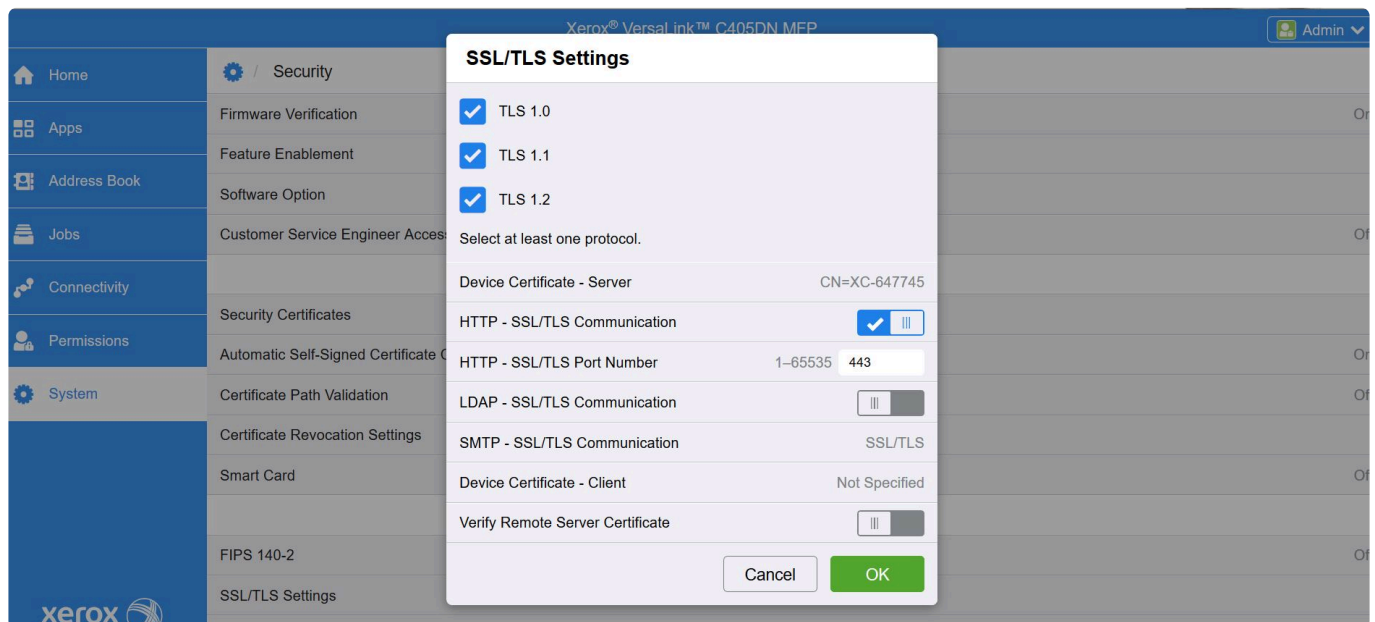 Xerox® VersaLink™ C405DN MFP
Admin
Home
Apps
Address Book
Jobs
Connectivity
Permissions
System
xerox
/ Security
Firmware Verification
Feature Enablement
Software Option
Customer Service Engineer
Security Certificates
Automatic Self-Signed Certificate
Certificate Path Validation
Certificate Revocation Settings
Smart Card
FIPS 140-2
SSL/TLS Settings
SSL/TLS Settings
TLS 1.0
TLS 1.1
TLS 1.2
Select at least one protocol.
Device Certificate - Server CN=XC-647745
HTTP - SSL/TLS Communication
HTTP - SSL/TLS Port Number 1–65535 443
LDAP - SSL/TLS Communication
SMTP - SSL/TLS Communication SSL/TLS
Device Certificate - Client Not Specified
Verify Remote Server Certificate
Cancel OK